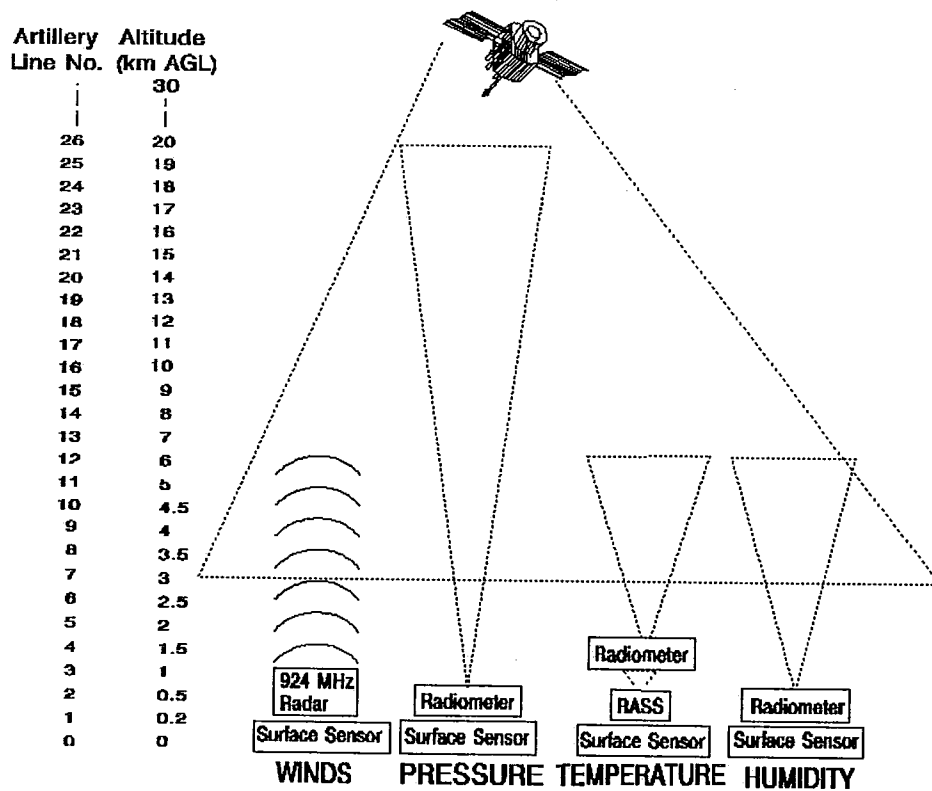 Artillery Altitude
Line No. (km AGL)
30
26 20
25 19
24 18
23 17
22 16
21 15
20 14
19 13
18 12
17 11
16 10
15 9
14 8
13 7
12 6
11 5
10 4.5
9 4
8 3.5
7 3
6 2.5
5 2
4 1.5
3 1
2 0.5
1 0.2
0 0
924 MHz
Radar
Surface Sensor
WINDS
Radiometer
Surface Sensor
PRESSURE
Radiometer
RASS
Surface Sensor
TEMPERATURE
Radiometer
Surface Sensor
HUMIDITY